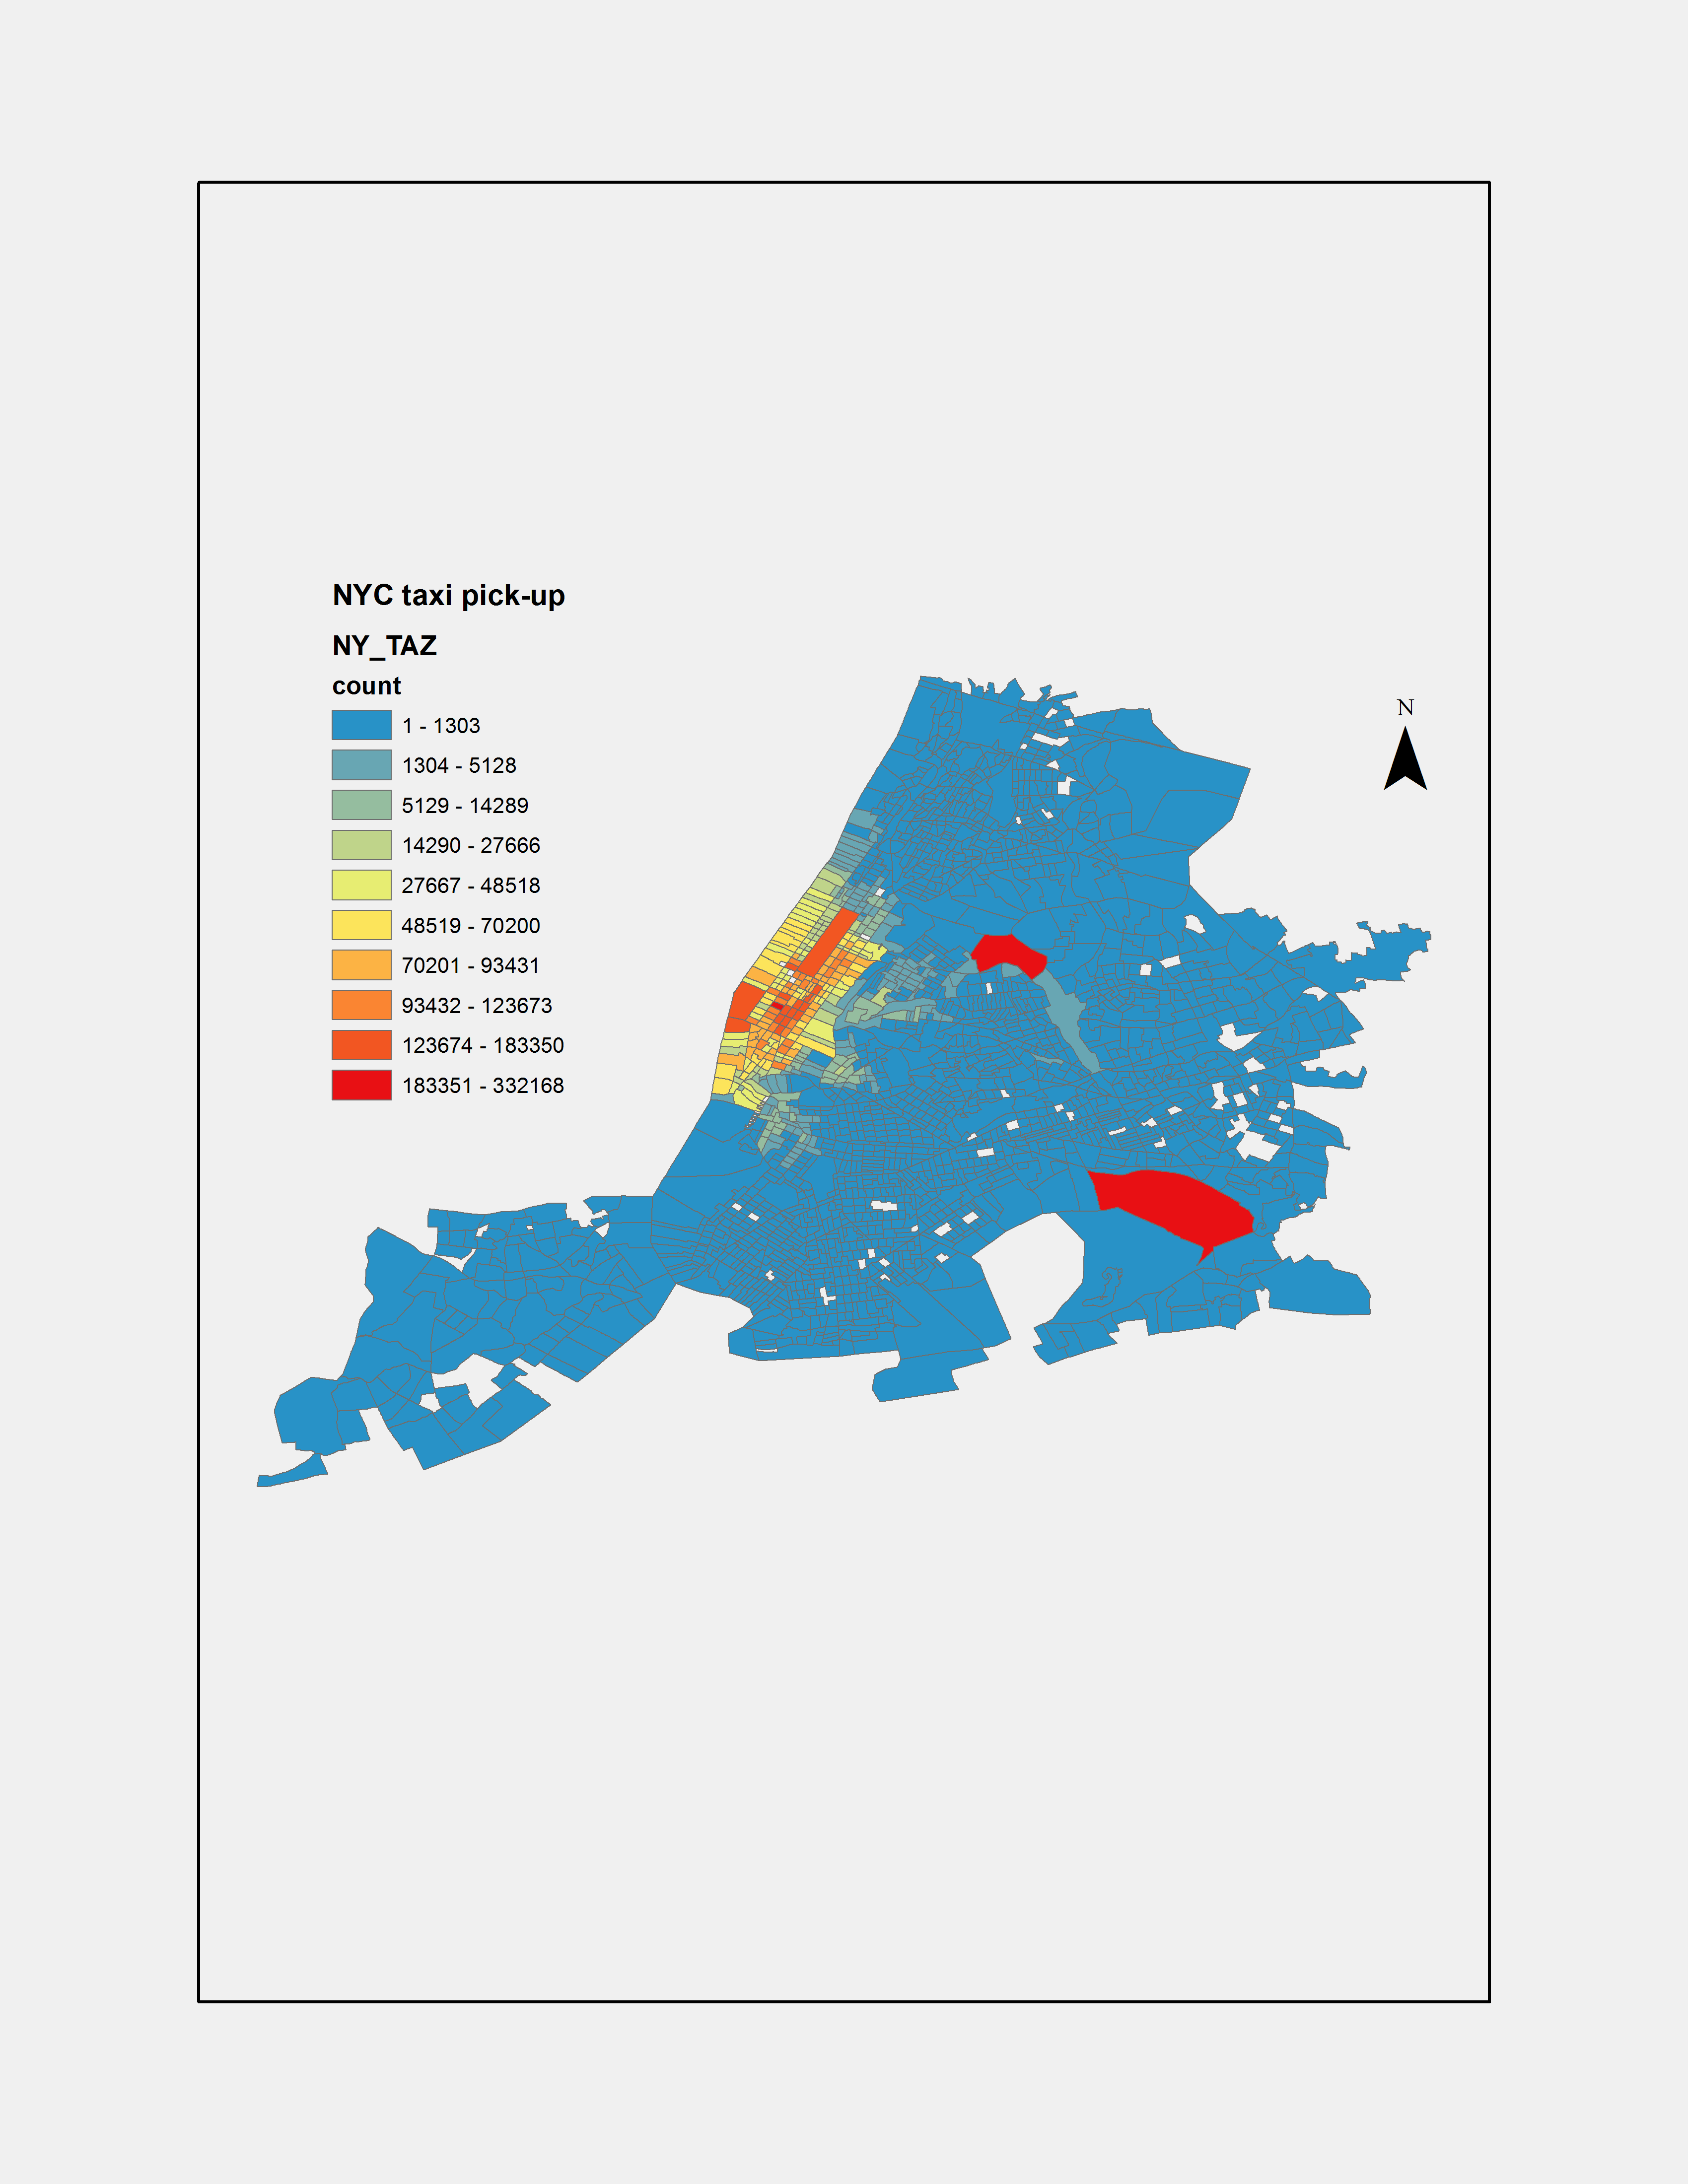 NYC taxi pick-up
NY_TAZ
count
1 - 1303
1304 - 5128
5129 - 14289
14290 - 27666
27667 - 48518
48519 - 70200
70201 - 93431
93432 - 123673
123674 - 183350
183351 - 332168
N